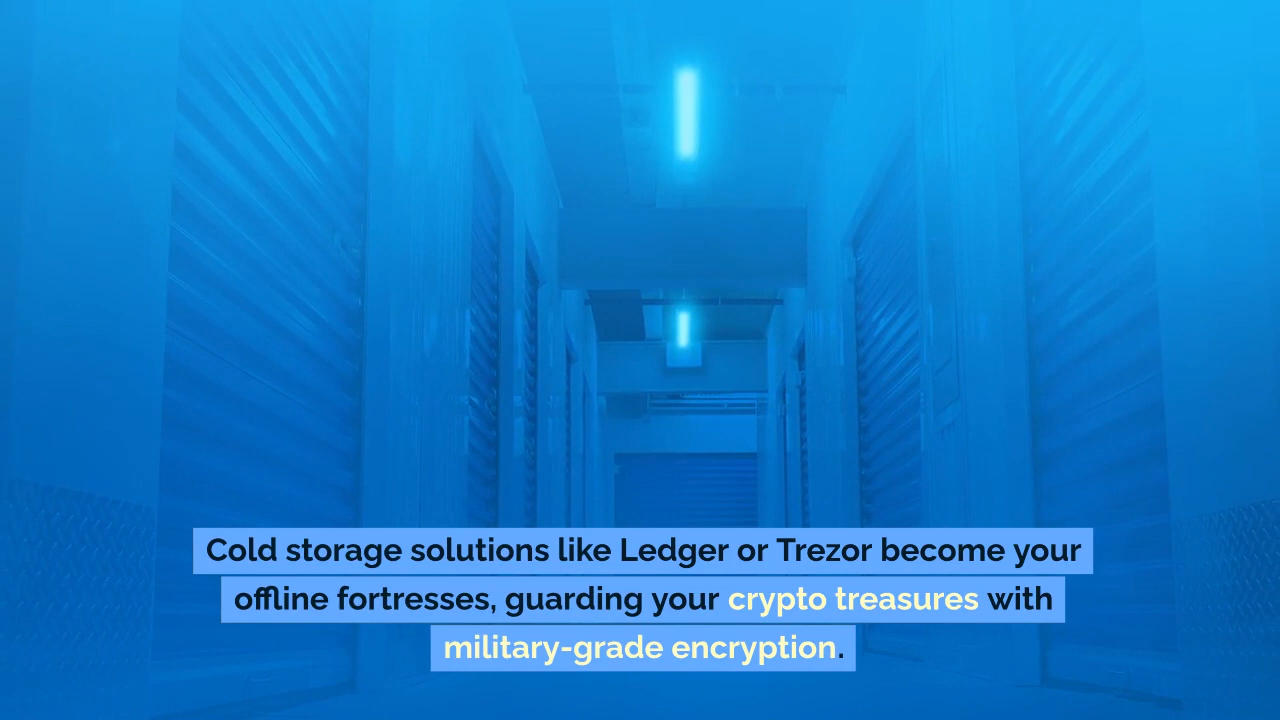 Cold storage solutions like Ledger or Trezor become your
offline fortresses, guarding your crypto treasures with
military-grade encryption.